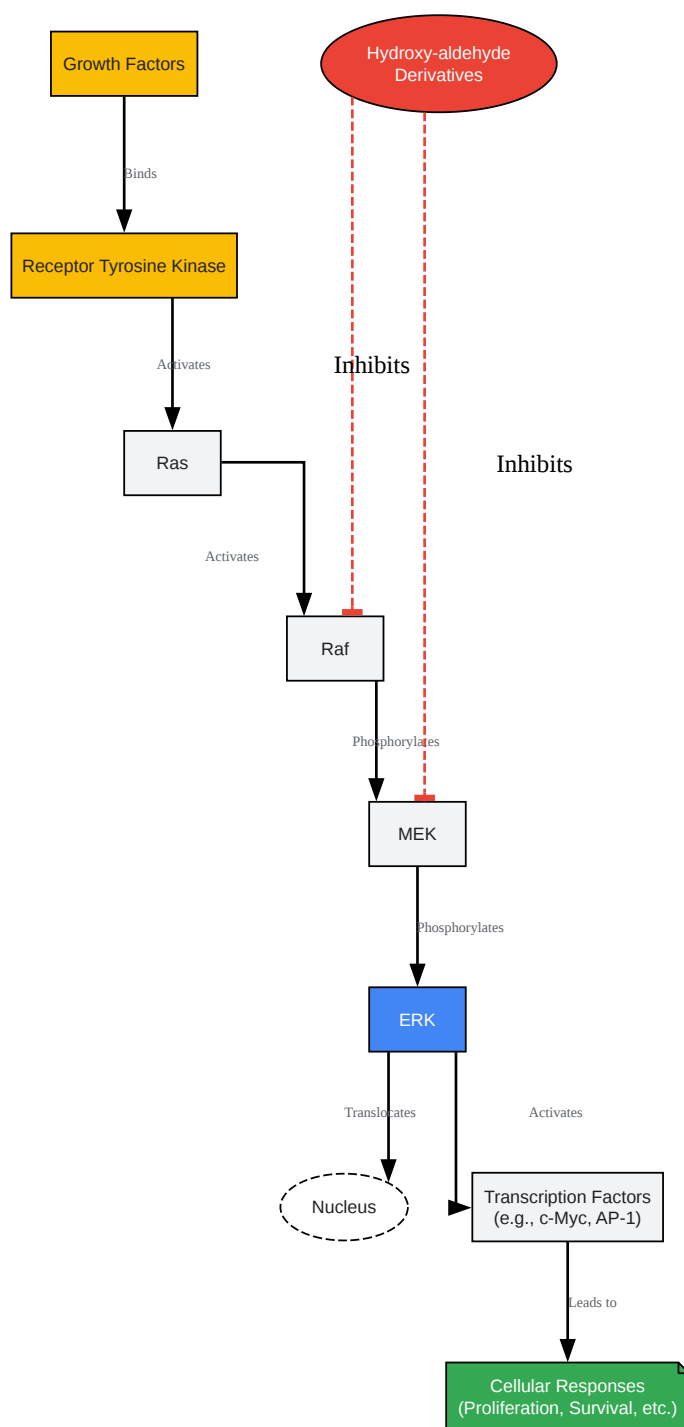 Growth Factors
Hydroxy-aldehyde
Derivatives
Binds
Receptor Tyrosine Kinase
Activates
Inhibits
Ras
Inhibits
Activates
Raf
Phosphorylates
MEK
Phosphorylates
ERK
Translocates
Activates
Nucleus
Transcription Factors
(e.g., c-Myc, AP-1)
Leads to
Cellular Responses
(Proliferation, Survival, etc.)